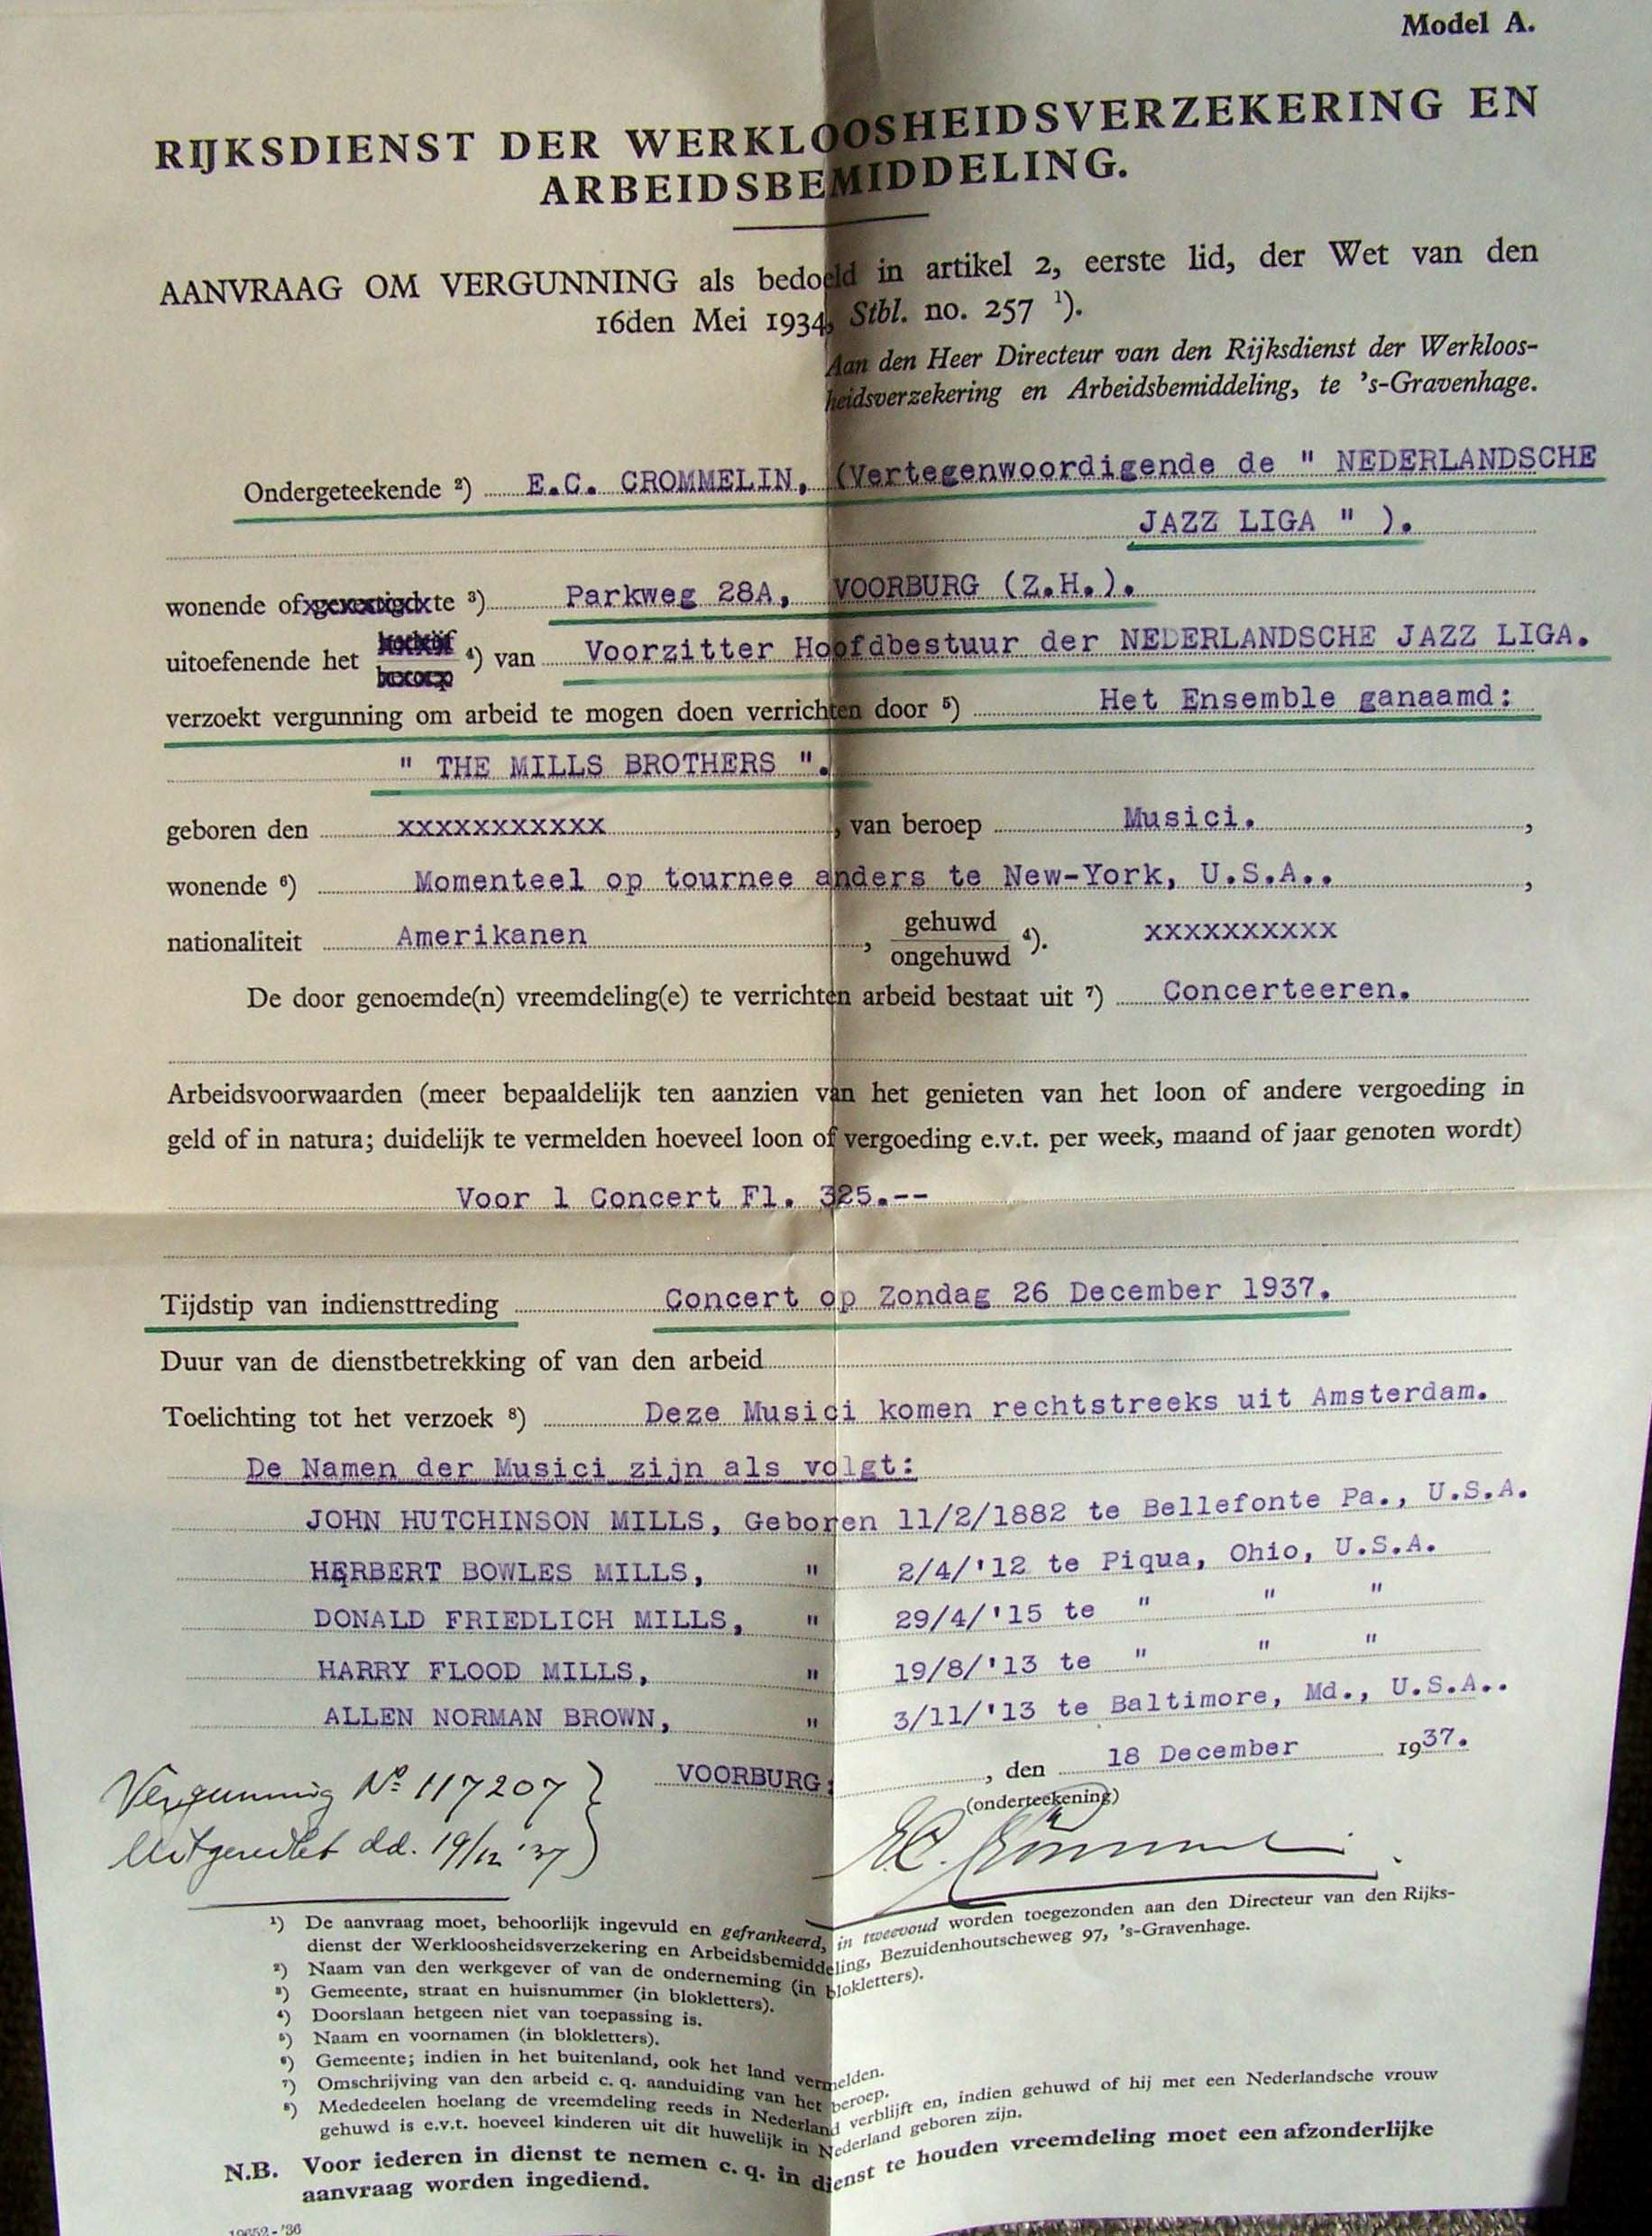 Model A.
RIJKSDIENST DER WERKLOOSHEIDSVERZEKERING EN
ARBEIDSBEMIDDELING.
AANVRAAG OM VERGUNNING als bedoeld in artikel 2, eerste lid, der Wet van den
16den Mei 1934, Stbl. no. 257 ¹).
Aan den Heer Directeur van den Rijksdienst der Werkloos-
heidsverzekering en Arbeidsbemiddeling, te 's-Gravenhage.
Ondergeteekende ²) E.C. CROMMELIN, (Vertegenwoordigende de " NEDERLANDSCHE
JAZZ LIGA " ).
wonende of gevestigd te ³) Parkweg 28A, VOORBURG (Z.H.).
uitoefenende het bedrijf beroep ⁴) van Voorzitter Hoofdbestuur der NEDERLANDSCHE JAZZ LIGA.
verzoekt vergunning om arbeid te mogen doen verrichten door ⁵) Het Ensemble ganaamd:
" THE MILLS BROTHERS ".
geboren den xxxxxxxxxxx , van beroep Musici. ,
wonende ⁶) Momenteel op tournee anders te New-York, U.S.A.. ,
nationaliteit Amerikanen , gehuwd ongehuwd ⁴). xxxxxxxxxx
De door genoemde(n) vreemdeling(e) te verrichten arbeid bestaat uit ⁷) Concerteeren.
Arbeidsvoorwaarden (meer bepaaldelijk ten aanzien van het genieten van het loon of andere vergoeding in
geld of in natura; duidelijk te vermelden hoeveel loon of vergoeding e.v.t. per week, maand of jaar genoten wordt)
Voor 1 Concert Fl. 325.--
Tijdstip van indiensttreding Concert op Zondag 26 December 1937.
Duur van de dienstbetrekking of van den arbeid
Toelichting tot het verzoek ⁸) Deze Musici komen rechtstreeks uit Amsterdam.
De Namen der Musici zijn als volgt:
JOHN HUTCHINSON MILLS, Geboren 11/2/1882 te Bellefonte Pa., U.S.A.
HERBERT BOWLES MILLS, " 2/4/'12 te Piqua, Ohio, U.S.A.
DONALD FRIEDLICH MILLS, " 29/4/'15 te " " "
HARRY FLOOD MILLS, " 19/8/'13 te " " "
ALLEN NORMAN BROWN, " 3/11/'13 te Baltimore, Md., U.S.A..
VOORBURG, , den 18 December 1937.
Vergunning No 117207
Uitgereikt dd. 19/12 '37
(onderteekening)
E.C. Crommelin.
¹) De aanvraag moet, behoorlijk ingevuld en gefrankeerd, in tweevoud worden toegezonden aan den Directeur van den Rijks-
dienst der Werkloosheidsverzekering en Arbeidsbemiddeling, Bezuidenhoutscheweg 97, 's-Gravenhage.
²) Naam van den werkgever of van de onderneming (in blokletters).
³) Gemeente, straat en huisnummer (in blokletters).
⁴) Doorslaan hetgeen niet van toepassing is.
⁵) Naam en voornamen (in blokletters).
⁶) Gemeente; indien in het buitenland, ook het land vermelden.
⁷) Omschrijving van den arbeid c. q. aanduiding van het beroep.
⁸) Mededeelen hoelang de vreemdeling reeds in Nederland verblijft en, indien gehuwd of hij met een Nederlandsche vrouw
gehuwd is e.v.t. hoeveel kinderen uit dit huwelijk in Nederland geboren zijn.
N.B. Voor iederen in dienst te nemen c. q. in dienst te houden vreemdeling moet een afzonderlijke
aanvraag worden ingediend.
19652-'36